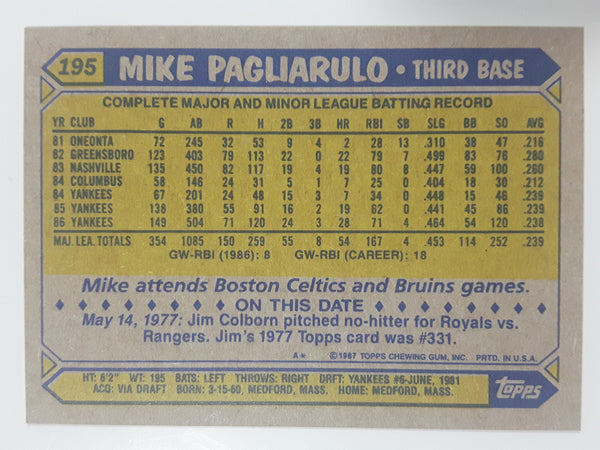 195 MIKE PAGLIARULO • THIRD BASE
COMPLETE MAJOR AND MINOR LEAGUE BATTING RECORD
YR CLUB G AB R H 2B 3B HR RBI SB SLG BB SO AVG
81 ONEONTA 72 245 32 53 9 4 2 28 13 .310 38 47 .216
82 GREENSBORO 123 403 79 113 22 0 22 79 7 .499 83 76 .280
83 NASHVILLE 135 450 82 117 19 4 19 80 8 .447 59 100 .260
84 COLUMBUS 58 146 24 31 5 1 7 25 0 .404 18 30 .212
84 YANKEES 67 201 24 48 15 3 7 34 0 .448 15 46 .239
85 YANKEES 138 380 55 91 16 2 19 62 0 .441 45 86 .239
86 YANKEES 149 504 71 120 24 3 28 71 4 .464 54 120 .238
MAJ. LEA. TOTALS 354 1085 150 259 55 8 54 167 4 .453 114 252 .239
GW-RBI (1986): 8 GW-RBI (CAREER): 18
Mike attends Boston Celtics and Bruins games.
ON THIS DATE
May 14, 1977: Jim Colborn pitched no-hitter for Royals vs.
Rangers. Jim's 1977 Topps card was #331.
A* ©1987 TOPPS CHEWING GUM, INC. PRTD. IN U.S.A.
HT: 6'2" WT: 195 BATS: LEFT THROWS: RIGHT DRFT: YANKEES #6-JUNE, 1981
ACQ: VIA DRAFT BORN: 3-15-60, MEDFORD, MASS. HOME: MEDFORD, MASS.
topps